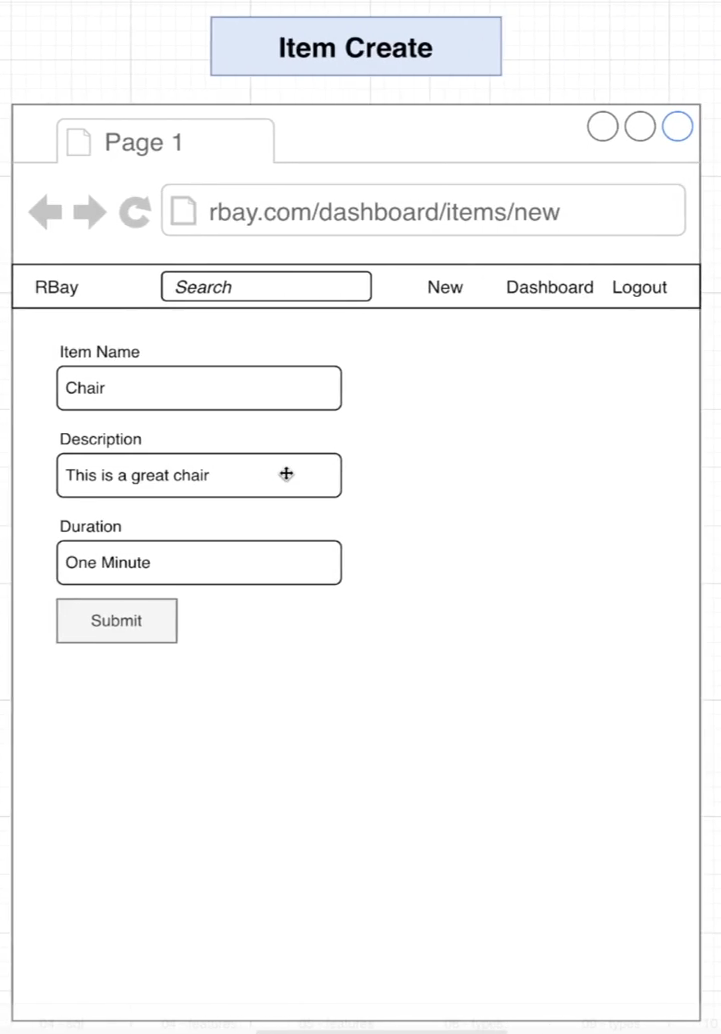 Item Create
Page 1
rbay.com/dashboard/items/new
RBay Search New Dashboard Logout
Item Name
Chair
Description
This is a great chair
Duration
One Minute
Submit